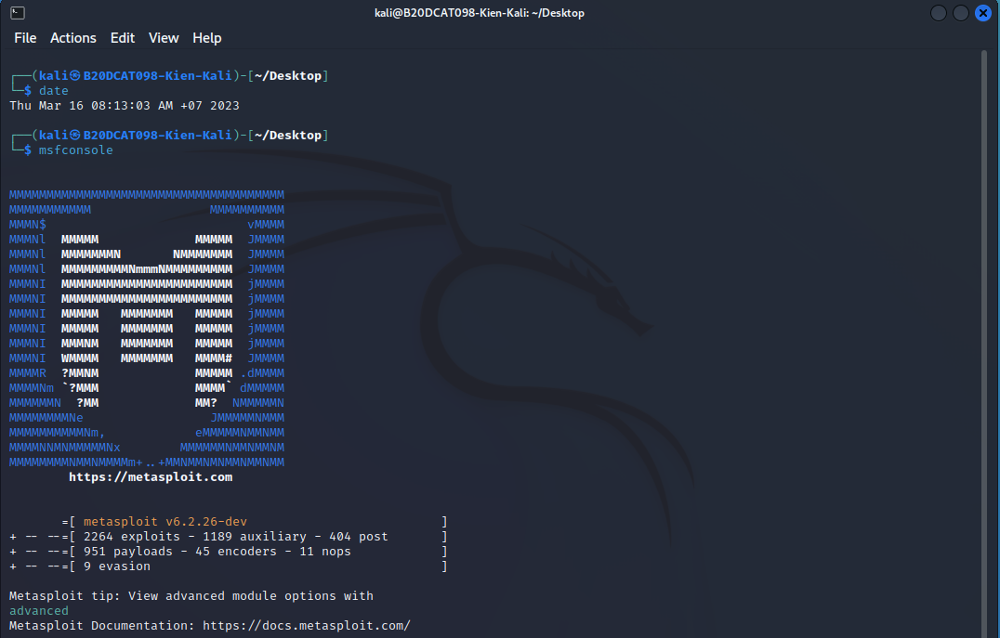 kali@B20DCAT098-Kien-Kali: ~/Desktop
File Actions Edit View Help
┌──(kali㉿B20DCAT098-Kien-Kali)-[~/Desktop]
└─$ date
Thu Mar 16 08:13:03 AM +07 2023
┌──(kali㉿B20DCAT098-Kien-Kali)-[~/Desktop]
└─$ msfconsole
MMMMMMMMMMMMMMMMMMMMMMMMMMMMMMMMMMMMM
MMMMMMMMMMM                MMMMMMMMMM
MMMN$                           vMMMM
MMMNl  MMMMM             MMMMM  JMMMM
MMMNl  MMMMMMMN       NMMMMMMM  JMMMM
MMMNl  MMMMMMMMMNmmmNMMMMMMMMM  JMMMM
MMMNI  MMMMMMMMMMMMMMMMMMMMMMM  jMMMM
MMMNI  MMMMMMMMMMMMMMMMMMMMMMM  jMMMM
MMMNI  MMMMM   MMMMMMM   MMMMM  jMMMM
MMMNI  MMMMM   MMMMMMM   MMMMM  jMMMM
MMMNI  MMMNM   MMMMMMM   MMMMM  jMMMM
MMMNI  WMMMM   MMMMMMM   MMMM#  JMMMM
MMMMR  ?MMNM             MMMMM .dMMMM
MMMMNm `?MMM             MMMM` dMMMMM
MMMMMMN  ?MM             MM?  NMMMMMN
MMMMMMMMNe                 JMMMMMNMMM
MMMMMMMMMMNm,            eMMMMMNMMNMM
MMMMNNMNMMMMMNx        MMMMMMNMMNMMNM
MMMMMMMMNMMNMMMMm+..+MMNMMNMNMMNMMNMM
https://metasploit.com
=[ metasploit v6.2.26-dev                          ]
+ -- --=[ 2264 exploits - 1189 auxiliary - 404 post       ]
+ -- --=[ 951 payloads - 45 encoders - 11 nops            ]
+ -- --=[ 9 evasion                                       ]
Metasploit tip: View advanced module options with
advanced
Metasploit Documentation: https://docs.metasploit.com/